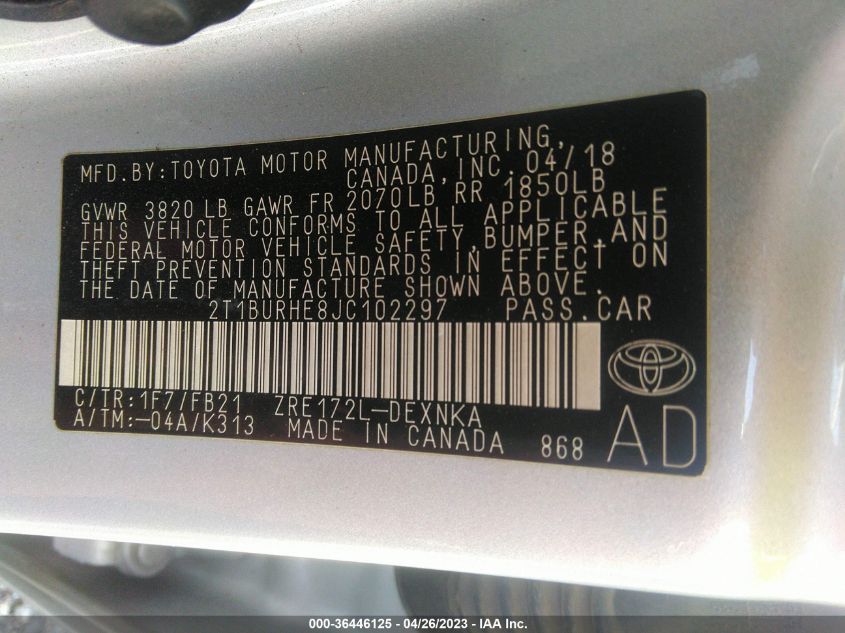 MFD.BY:TOYOTA MOTOR MANUFACTURING,
CANADA,INC.04/18
GVWR 3820 LB GAWR FR 2070LB RR 1850LB
THIS VEHICLE CONFORMS TO ALL APPLICABLE
FEDERAL MOTOR VEHICLE SAFETY,BUMPER,AND
THEFT PREVENTION STANDARDS IN EFFECT ON
THE DATE OF MANUFACTURE SHOWN ABOVE.
2T1BURHE8JC102297 PASS.CAR
C/TR:1F7/FB21 ZRE172L-DEXNKA
A/TM:-04A/K313 MADE IN CANADA 868 AD
000-36446125 - 04/26/2023 - IAA Inc.